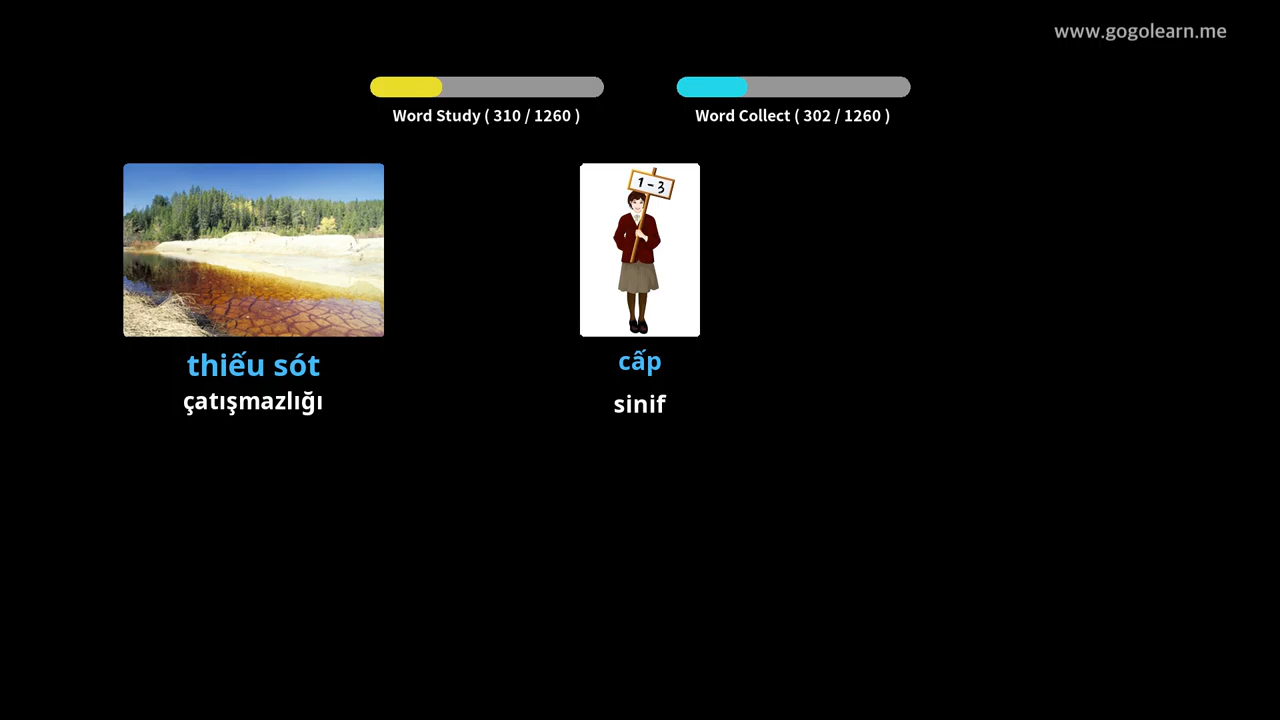 www.gogolearn.me
Word Study ( 310 / 1260 )
Word Collect ( 302 / 1260 )
1 - 3
thiếu sót
çatışmazlığı
cấp
sinif